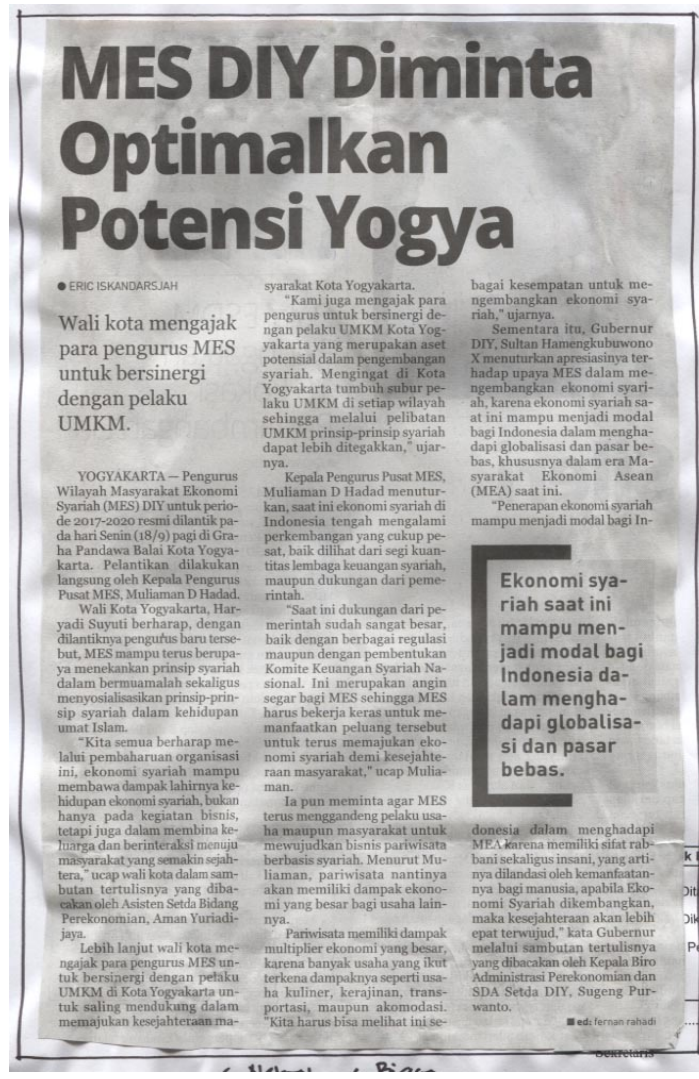 MES DIY Diminta
Optimalkan
Potensi Yogya
● ERIC ISKANDARSJAH
Wali kota mengajak
para pengurus MES
untuk bersinergi
dengan pelaku
UMKM.
YOGYAKARTA — Pengurus
Wilayah Masyarakat Ekonomi
Syariah (MES) DIY untuk perio-
de 2017-2020 resmi dilantik pa-
da hari Senin (18/9) pagi di Gra-
ha Pandawa Balai Kota Yogya-
karta. Pelantikan dilakukan
langsung oleh Kepala Pengurus
Pusat MES, Muliaman D Hadad.
Wali Kota Yogyakarta, Har-
yadi Suyuti berharap, dengan
dilantiknya pengurus baru terse-
but, MES mampu terus berupa-
ya menekankan prinsip syariah
dalam bermuamalah sekaligus
menyosialisasikan prinsip-prin-
sip syariah dalam kehidupan
umat Islam.
"Kita semua berharap me-
lalui pembaharuan organisasi
ini, ekonomi syariah mampu
membawa dampak lahirnya ke-
hidupan ekonomi syariah, bukan
hanya pada kegiatan bisnis,
tetapi juga dalam membina ke-
luarga dan berinteraksi menuju
masyarakat yang semakin sejah-
tera," ucap wali kota dalam sam-
butan tertulisnya yang diba-
cakan oleh Asisten Setda Bidang
Perekonomian, Aman Yuriadi-
jaya.
Lebih lanjut wali kota me-
ngajak para pengurus MES un-
tuk bersinergi dengan pelaku
UMKM di Kota Yogyakarta un-
tuk saling mendukung dalam
memajukan kesejahteraan ma-
syarakat Kota Yogyakarta.
"Kami juga mengajak para
pengurus untuk bersinergi de-
ngan pelaku UMKM Kota Yog-
yakarta yang merupakan aset
potensial dalam pengembangan
syariah. Mengingat di Kota
Yogyakarta tumbuh subur pe-
laku UMKM di setiap wilayah
sehingga melalui pelibatan
UMKM prinsip-prinsip syariah
dapat lebih ditegakkan," ujar-
nya.
Kepala Pengurus Pusat MES,
Muliaman D Hadad menutur-
kan, saat ini ekonomi syariah di
Indonesia tengah mengalami
perkembangan yang cukup pe-
sat, baik dilihat dari segi kuan-
titas lembaga keuangan syariah,
maupun dukungan dari peme-
rintah.
"Saat ini dukungan dari pe-
merintah sudah sangat besar,
baik dengan berbagai regulasi
maupun dengan pembentukan
Komite Keuangan Syariah Na-
sional. Ini merupakan angin
segar bagi MES sehingga MES
harus bekerja keras untuk me-
manfaatkan peluang tersebut
untuk terus memajukan eko-
nomi syariah demi kesejahte-
raan masyarakat," ucap Mulia-
man.
Ia pun meminta agar MES
terus menggandeng pelaku usa-
ha maupun masyarakat untuk
mewujudkan bisnis pariwisata
berbasis syariah. Menurut Mu-
liaman, pariwisata nantinya
akan memiliki dampak ekono-
mi yang besar bagi usaha lain-
nya.
Pariwisata memiliki dampak
multiplier ekonomi yang besar,
karena banyak usaha yang ikut
terkena dampaknya seperti usa-
ha kuliner, kerajinan, trans-
portasi, maupun akomodasi.
"Kita harus bisa melihat ini se-
bagai kesempatan untuk me-
ngembangkan ekonomi sya-
riah," ujarnya.
Sementara itu, Gubernur
DIY, Sultan Hamengkubuwono
X menuturkan apresiasinya ter-
hadap upaya MES dalam me-
ngembangkan ekonomi syari-
ah, karena ekonomi syariah sa-
at ini mampu menjadi modal
bagi Indonesia dalam mengha-
dapi globalisasi dan pasar be-
bas, khususnya dalam era Ma-
syarakat Ekonomi Asean
(MEA) saat ini.
"Penerapan ekonomi syariah
mampu menjadi modal bagi In-
Ekonomi sya-
riah saat ini
mampu men-
jadi modal bagi
Indonesia da-
lam mengha-
dapi globalisa-
si dan pasar
bebas.
donesia dalam menghadapi
MEA karena memiliki sifat rab-
bani sekaligus insani, yang arti-
nya dilandasi oleh kemanfaatan-
nya bagi manusia, apabila Eko-
nomi Syariah dikembangkan,
maka kesejahteraan akan lebih
epat terwujud," kata Gubernur
melalui sambutan tertulisnya
yang dibacakan oleh Kepala Biro
Administrasi Perekonomian dan
SDA Setda DIY, Sugeng Pur-
wanto.
■ ed: fernan rahadi
Sekretaris